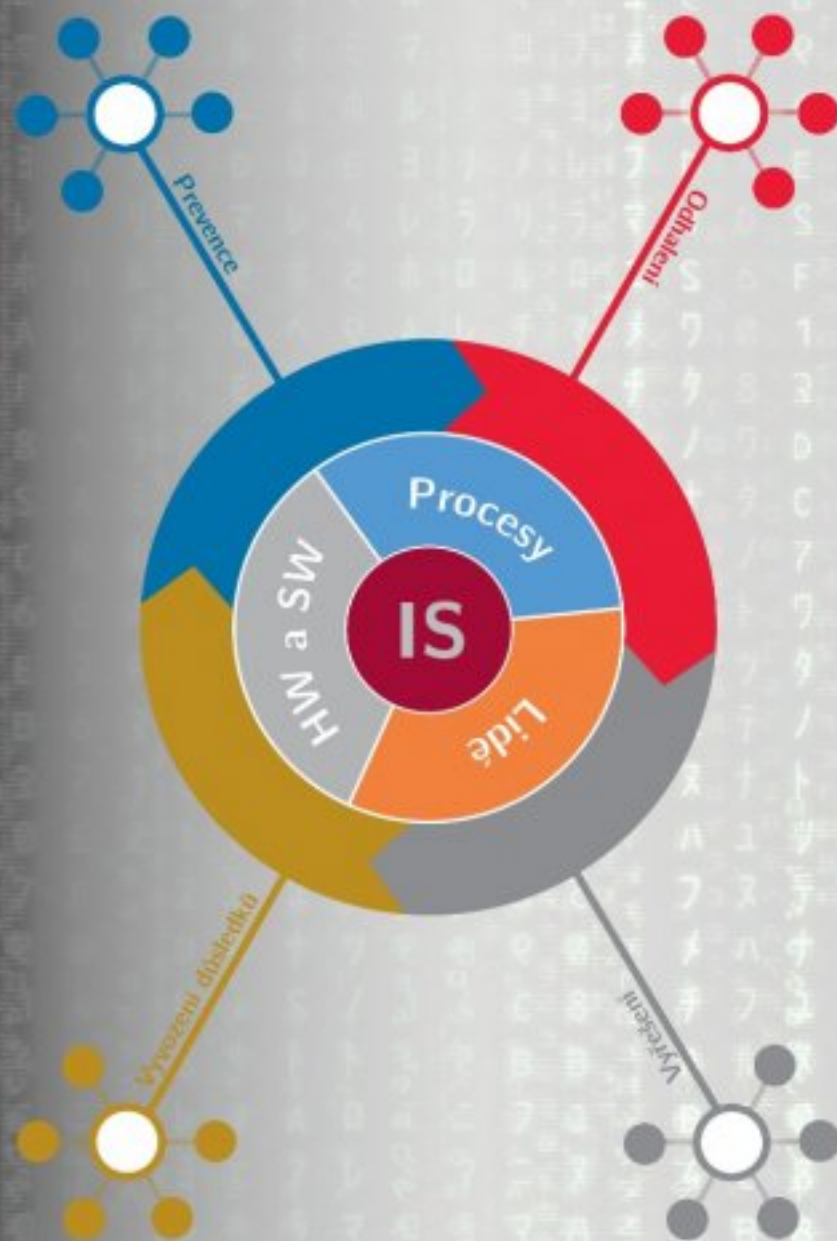 Prevence
Odhalení
Procesy
HW a SW
IS
Lidé
Vyvození důsledků
Vyřešení